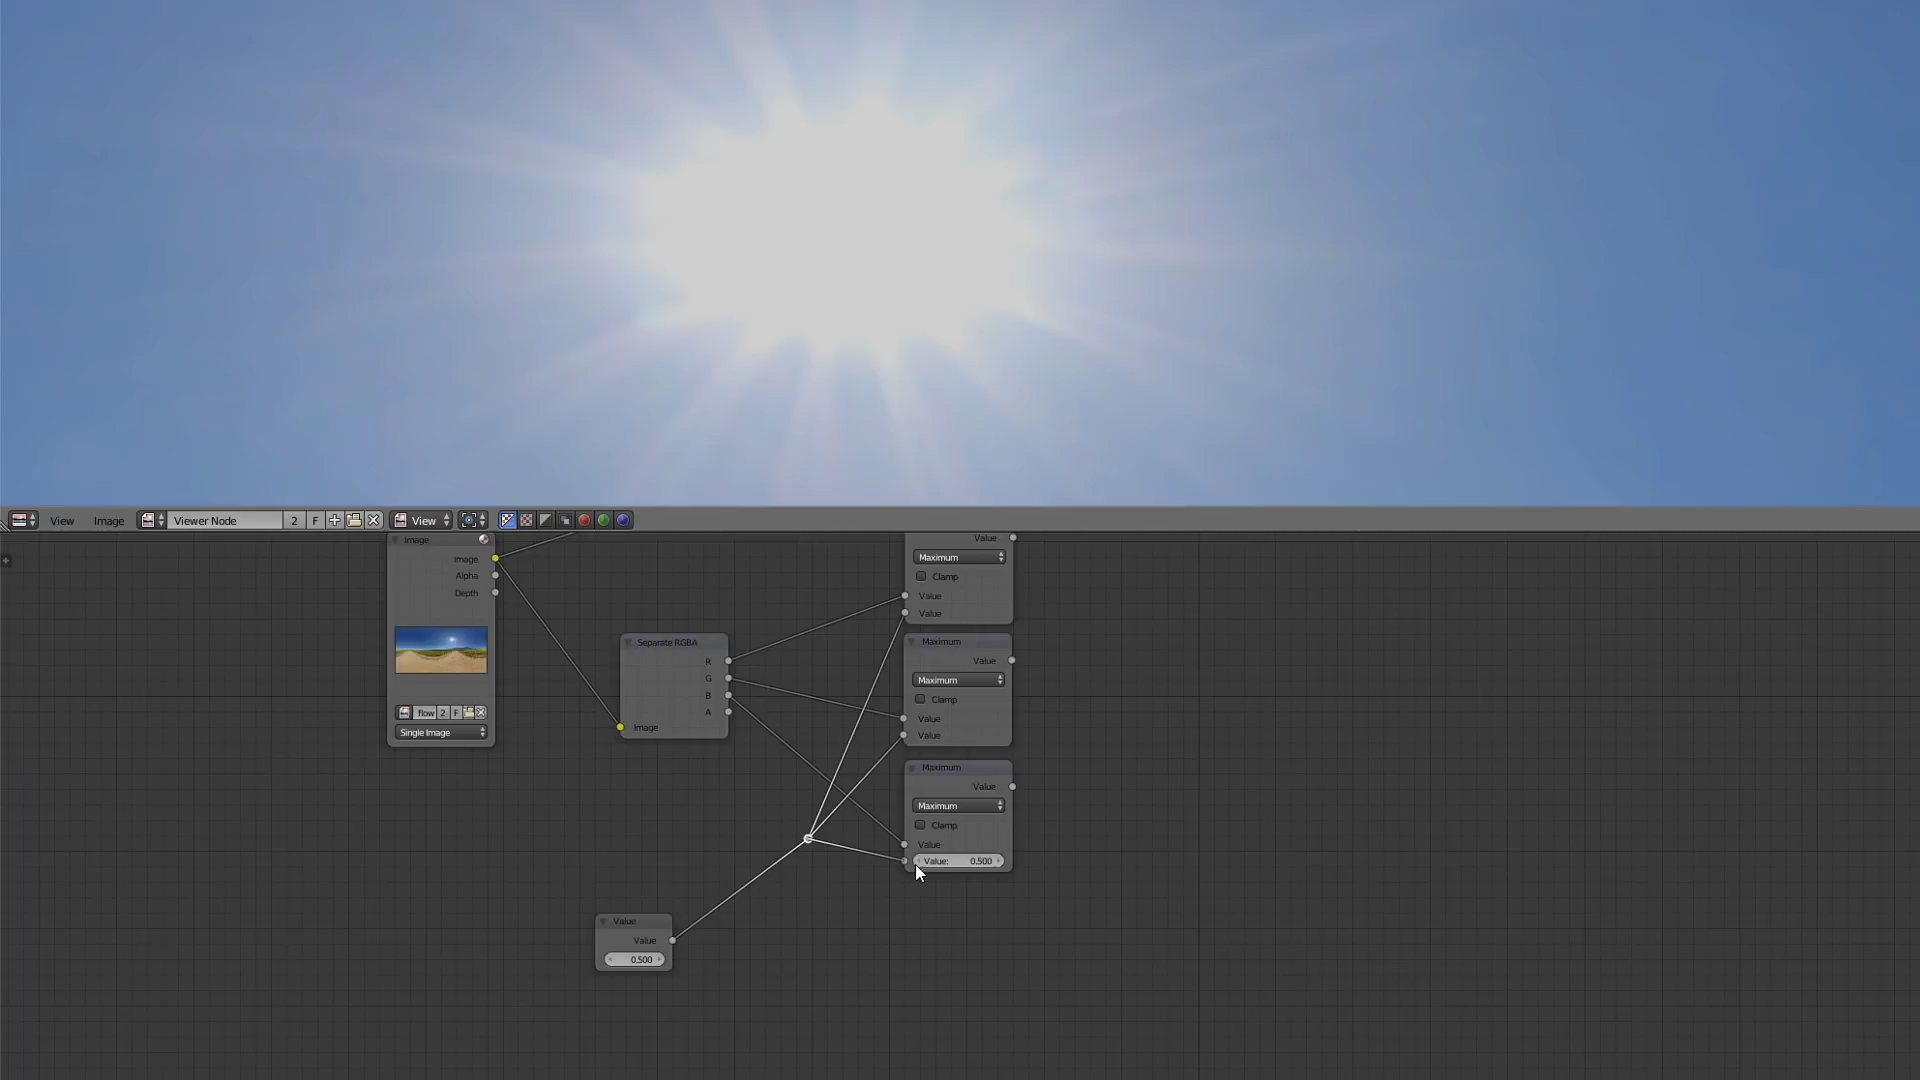 View Image Viewer Node 2 F View
Image
Image
Alpha
Depth
flow 2 F
Single Image
Separate RGBA
R
G
B
A
Image
Value
Maximum
Clamp
Value
Value
Maximum
Value
Maximum
Clamp
Value
Value
Maximum
Value
Maximum
Clamp
Value
Value: 0.500
Value
Value
0.500